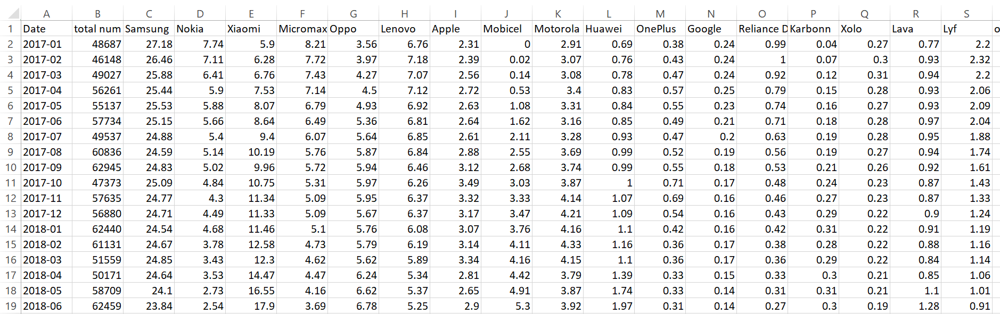 A B C D E F G H I J K L M N O P Q R S
1 Date total num Samsung Nokia Xiaomi Micromax Oppo Lenovo Apple Mobicel Motorola Huawei OnePlus Google Reliance D Karbonn Xolo Lava Lyf o
2 2017-01 48687 27.18 7.74 5.9 8.21 3.56 6.76 2.31 0 2.91 0.69 0.38 0.24 0.99 0.04 0.27 0.77 2.2
3 2017-02 46148 26.46 7.11 6.28 7.72 3.97 7.18 2.39 0.02 3.07 0.76 0.43 0.24 1 0.07 0.3 0.93 2.32
4 2017-03 49027 25.88 6.41 6.76 7.43 4.27 7.07 2.56 0.14 3.08 0.78 0.47 0.24 0.92 0.12 0.31 0.94 2.2
5 2017-04 56261 25.44 5.9 7.53 7.14 4.5 7.12 2.72 0.53 3.4 0.83 0.57 0.25 0.79 0.15 0.28 0.93 2.06
6 2017-05 55137 25.53 5.88 8.07 6.79 4.93 6.92 2.63 1.08 3.31 0.84 0.55 0.23 0.74 0.16 0.27 0.93 2.09
7 2017-06 57734 25.15 5.66 8.64 6.49 5.36 6.81 2.64 1.62 3.16 0.85 0.49 0.21 0.71 0.18 0.28 0.97 2.04
8 2017-07 49537 24.88 5.4 9.4 6.07 5.64 6.85 2.61 2.11 3.28 0.93 0.47 0.2 0.63 0.19 0.28 0.95 1.88
9 2017-08 60836 24.59 5.14 10.19 5.76 5.87 6.84 2.88 2.55 3.69 0.99 0.52 0.19 0.56 0.19 0.27 0.94 1.74
10 2017-09 62945 24.83 5.02 9.96 5.72 5.94 6.46 3.12 2.68 3.74 0.99 0.55 0.18 0.53 0.21 0.26 0.92 1.61
11 2017-10 47373 25.09 4.84 10.75 5.31 5.97 6.26 3.49 3.03 3.87 1 0.71 0.17 0.48 0.24 0.23 0.87 1.43
12 2017-11 57635 24.77 4.3 11.34 5.09 5.95 6.37 3.32 3.33 4.14 1.07 0.69 0.16 0.46 0.27 0.23 0.87 1.33
13 2017-12 56880 24.71 4.49 11.33 5.09 5.67 6.37 3.17 3.47 4.21 1.09 0.54 0.16 0.43 0.29 0.22 0.9 1.24
14 2018-01 62440 24.54 4.68 11.46 5.1 5.76 6.08 3.07 3.76 4.16 1.1 0.42 0.16 0.42 0.31 0.22 0.91 1.19
15 2018-02 61131 24.67 3.78 12.58 4.73 5.79 6.19 3.14 4.11 4.33 1.16 0.36 0.17 0.38 0.28 0.22 0.88 1.16
16 2018-03 51559 24.85 3.43 12.3 4.62 5.62 5.89 3.34 4.16 4.15 1.1 0.36 0.17 0.36 0.29 0.22 0.84 1.14
17 2018-04 50171 24.64 3.53 14.47 4.47 6.24 5.34 2.81 4.42 3.79 1.39 0.33 0.15 0.33 0.3 0.21 0.85 1.06
18 2018-05 58709 24.1 2.73 16.55 4.16 6.62 5.37 2.65 4.91 3.87 1.74 0.33 0.14 0.31 0.31 0.21 1.1 1.01
19 2018-06 62459 23.84 2.54 17.9 3.69 6.78 5.25 2.9 5.3 3.92 1.97 0.31 0.14 0.27 0.3 0.19 1.28 0.91